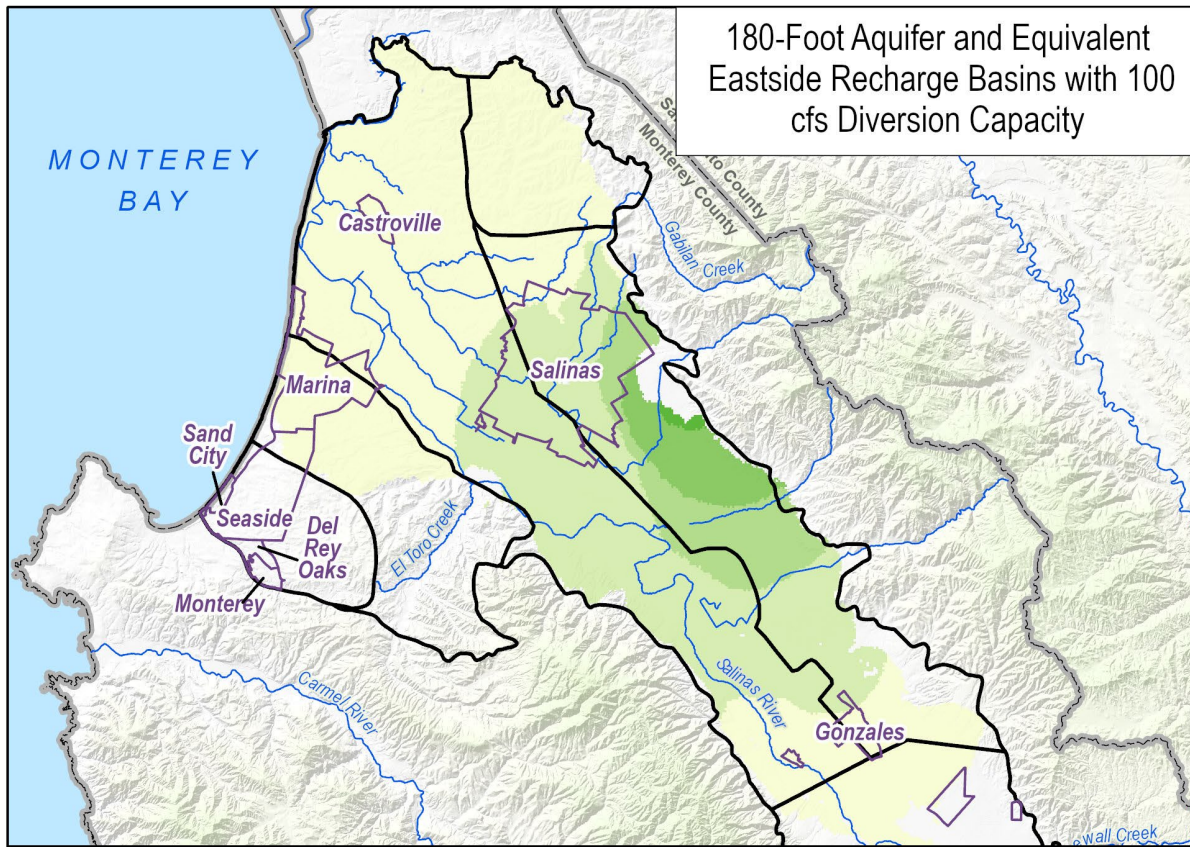 180-Foot Aquifer and Equivalent
Eastside Recharge Basins with 100
cfs Diversion Capacity
Monterey County
MONTEREY
BAY
Castroville
Gabilan Creek
Salinas
Marina
Sand
City
Seaside
Del
Rey
Oaks
Monterey
El Toro Creek
Carmel River
Salinas River
Gonzales